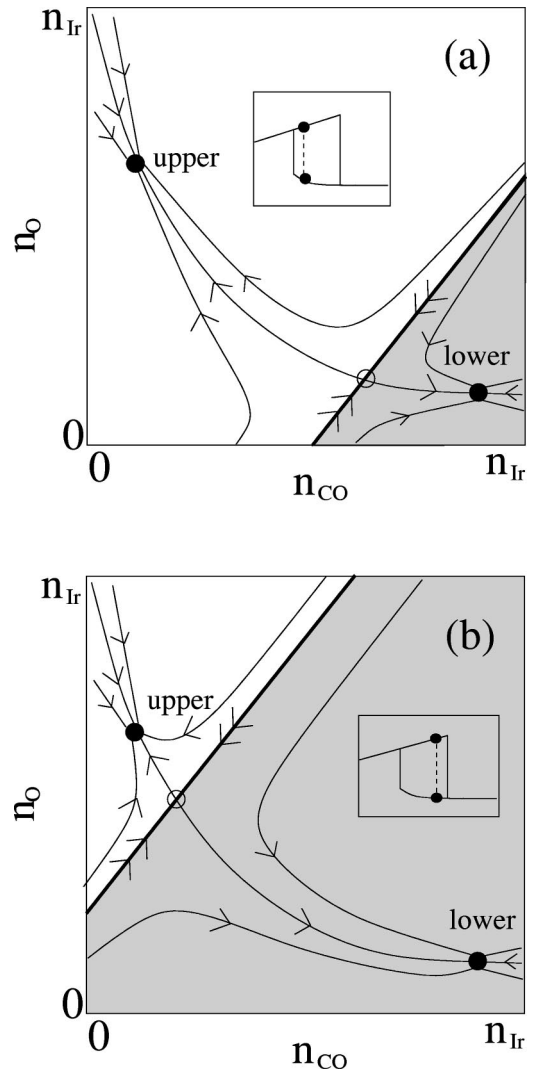 n_Ir
(a)
upper
n_O
lower
0
0
n_CO
n_Ir
n_Ir
(b)
upper
n_O
lower
0
0
n_CO
n_Ir